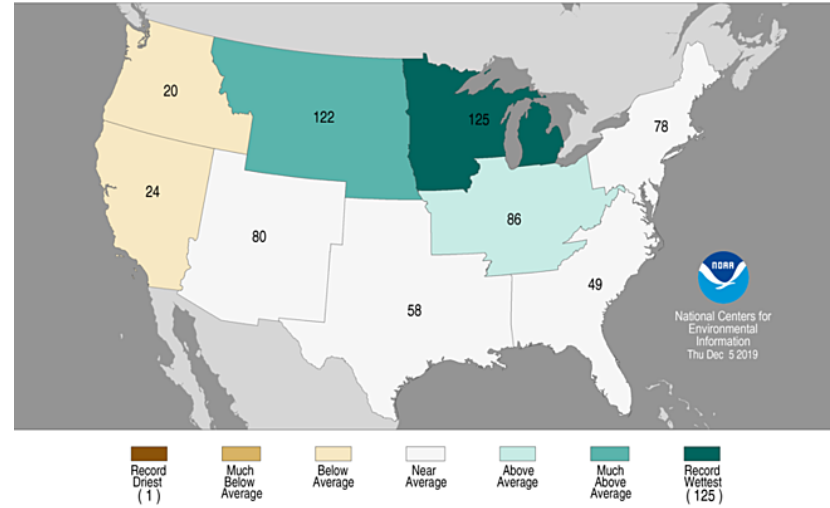 20
122
125
78
24
80
86
58
49
NOAA
National Centers for
Environmental
Information
Thu Dec 5 2019
Record
Driest
( 1 )
Much
Below
Average
Below
Average
Near
Average
Above
Average
Much
Above
Average
Record
Wettest
( 125 )